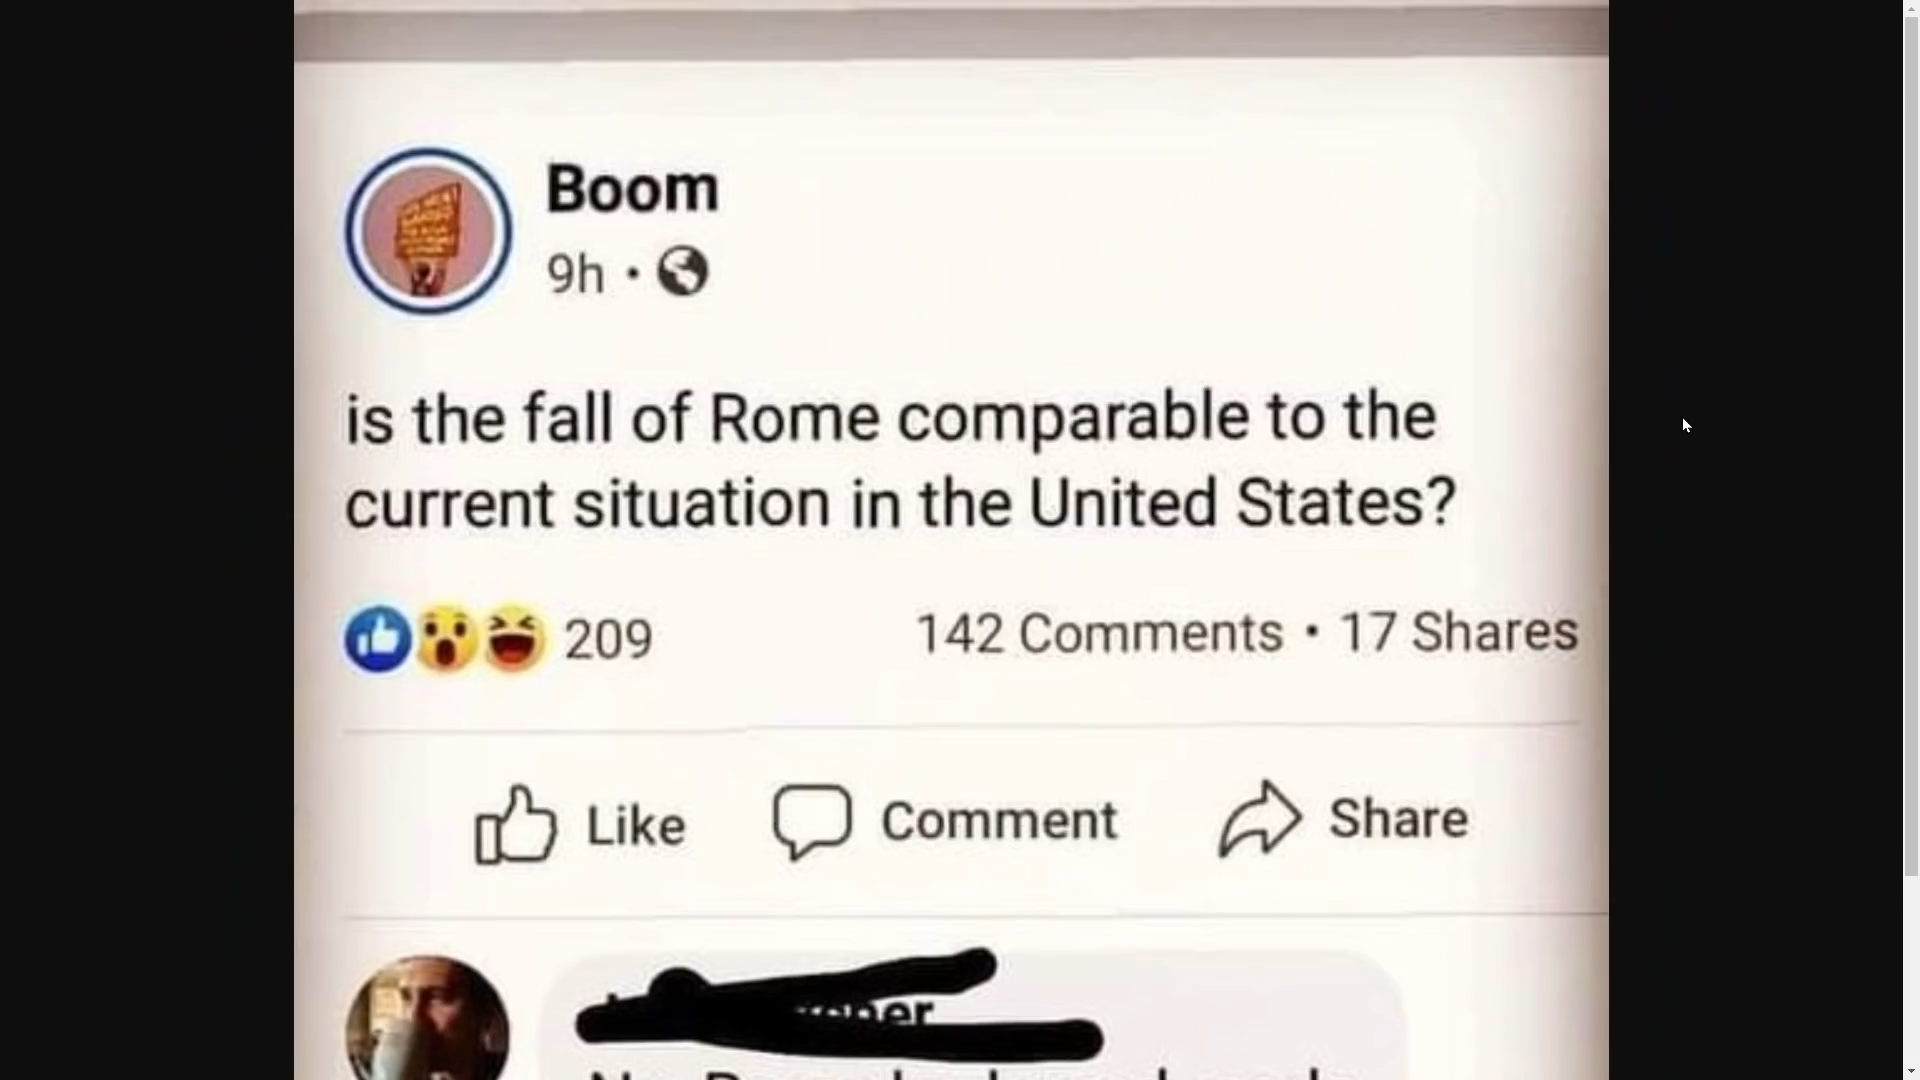 Boom
9h
is the fall of Rome comparable to the
current situation in the United States?
209
142 Comments • 17 Shares
Like
Comment
Share